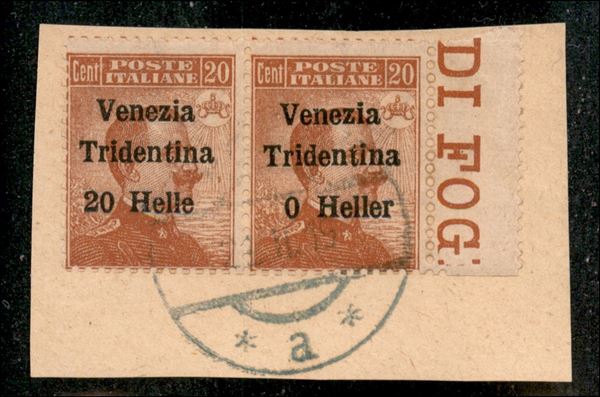 Cent POSTE ITALIANE 20
Venezia
Tridentina
20 Helle
Cent POSTE ITALIANE 20
Venezia
Tridentina
0 Heller
DI FOG
* a *